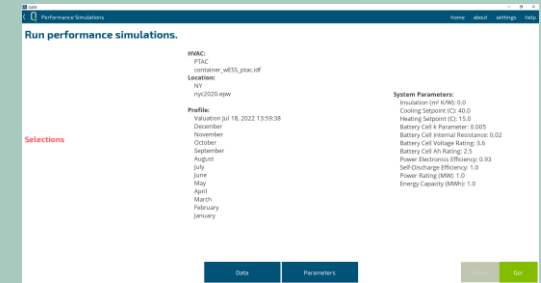 Performance Simulations
home about settings help
Run performance simulations.
HVAC:
PTAC
container_wESS_ptac.idf
Location:
NY
nyc2020.epw
Profile:
Valuation Jul 18, 2022 13:59:38
December
November
October
September
August
July
June
May
April
March
February
January
Selections
System Parameters:
Insulation (m² K/W): 0.0
Cooling Setpoint (C): 40.0
Heating Setpoint (C): 15.0
Battery Cell k Parameter: 0.005
Battery Cell Internal Resistance: 0.02
Battery Cell Voltage Rating: 3.6
Battery Cell Ah Rating: 2.5
Power Electronics Efficiency: 0.93
Self-Discharge Efficiency: 1.0
Power Rating (MW): 1.0
Energy Capacity (MWh): 1.0
Data
Parameters
Go!